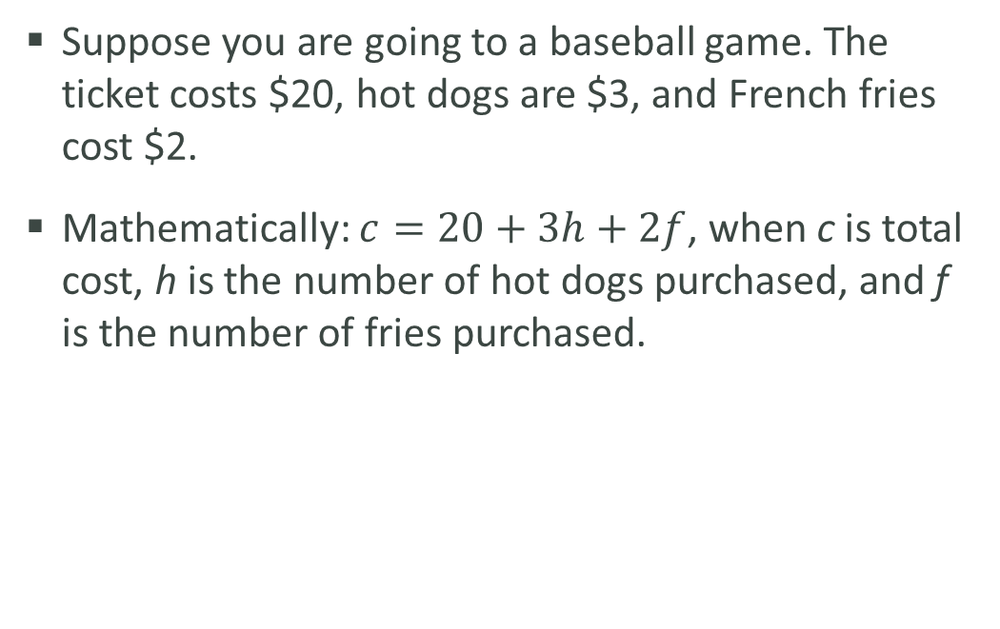 ▪ Suppose you are going to a baseball game. The
ticket costs $20, hot dogs are $3, and French fries
cost $2.
▪ Mathematically: 𝑐 = 20 + 3ℎ + 2𝑓, when c is total
cost, h is the number of hot dogs purchased, and f
is the number of fries purchased.